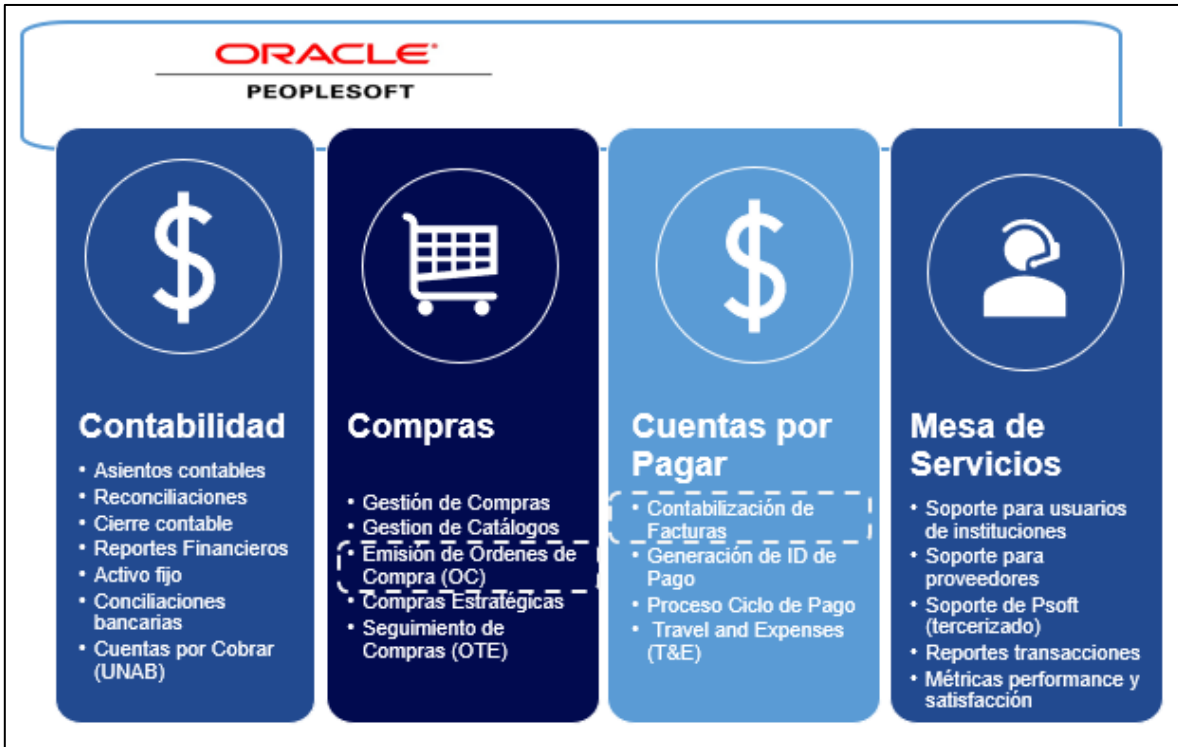 ORACLE
PEOPLESOFT
Contabilidad
• Asientos contables
• Reconciliaciones
• Cierre contable
• Reportes Financieros
• Activo fijo
• Conciliaciones
bancarias
• Cuentas por Cobrar
(UNAB)
Compras
• Gestión de Compras
• Gestion de Catálogos
• Emisión de Ordenes de
Compra (OC)
• Compras Estratégicas
• Seguimiento de
Compras (OTE)
Cuentas por
Pagar
• Contabilización de
Facturas
• Generación de ID de
Pago
• Proceso Ciclo de Pago
• Travel and Expenses
(T&E)
Mesa de
Servicios
• Soporte para usuarios
de instituciones
• Soporte para
proveedores
• Soporte de Psoft
(tercerizado)
• Reportes transacciones
• Métricas performance y
satisfacción